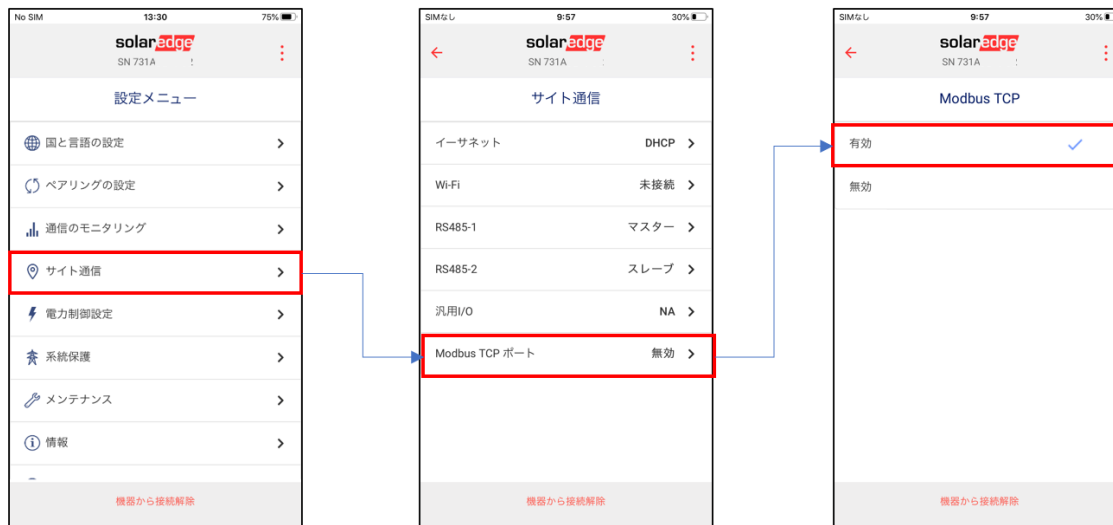 No SIM 13:30 75%
solaredge
SN 731A
設定メニュー
国と言語の設定
ペアリングの設定
通信のモニタリング
サイト通信
電力制御設定
系統保護
メンテナンス
情報
機器から接続解除
SIMなし 9:57 30%
solaredge
SN 731A
サイト通信
イーサネット DHCP
Wi-Fi 未接続
RS485-1 マスター
RS485-2 スレーブ
汎用I/O NA
Modbus TCP ポート 無効
機器から接続解除
SIMなし 9:57 30%
solaredge
SN 731A
Modbus TCP
有効
無効
機器から接続解除